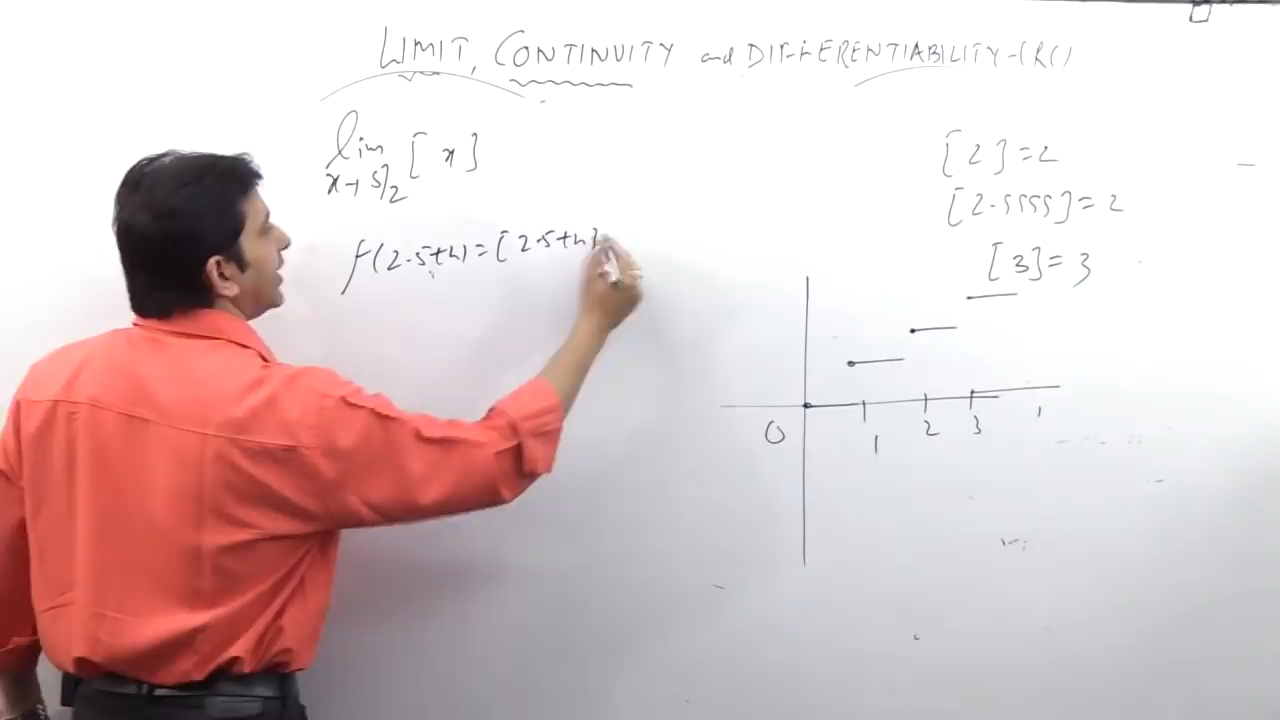 LIMIT, CONTINUITY and DIFFERENTIABILITY-(RC)
lim [x]
x→5/2
f(2.5+h)=[2.5+h]
[2]=2
[2.5555]=2
[3]=3
0 1 2 3